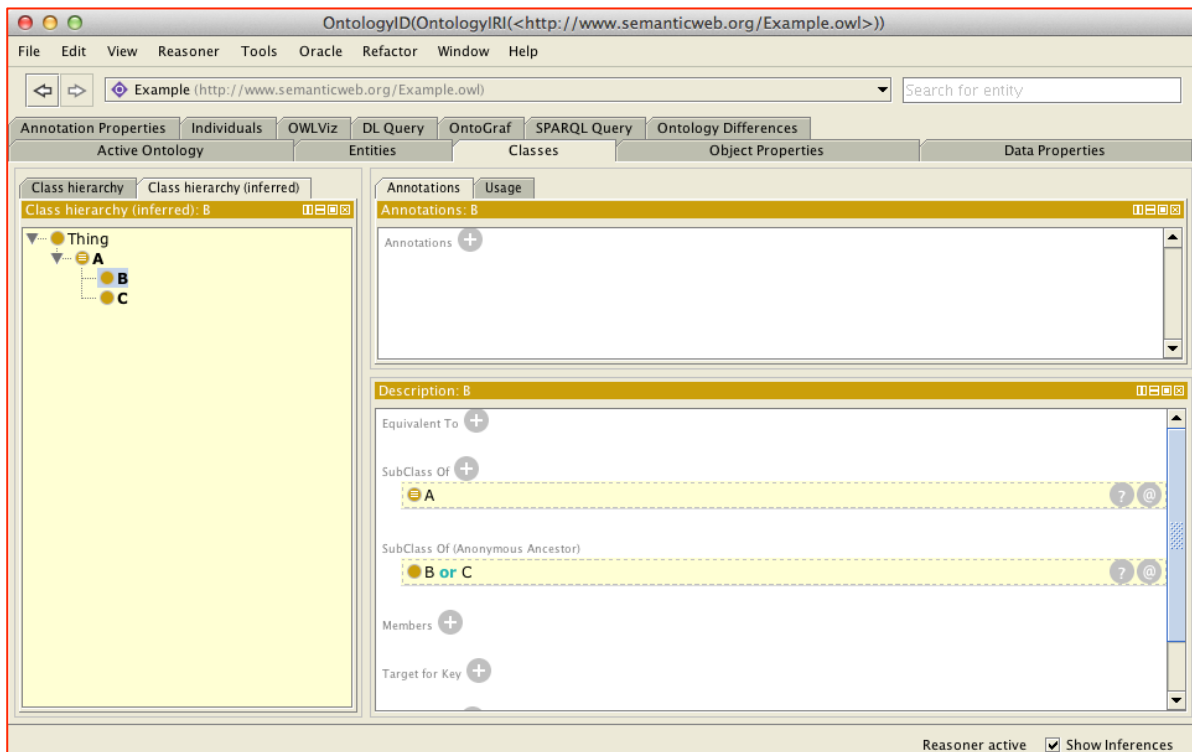 OntologyID(OntologyIRI(<http://www.semanticweb.org/Example.owl>))
File Edit View Reasoner Tools Oracle Refactor Window Help
Example (http://www.semanticweb.org/Example.owl) Search for entity
Annotation Properties Individuals OWLViz DL Query OntoGraf SPARQL Query Ontology Differences
Active Ontology Entities Classes Object Properties Data Properties
Class hierarchy Class hierarchy (inferred)
Class hierarchy (inferred): B
Thing
A
B
C
Annotations Usage
Annotations: B
Annotations
Description: B
Equivalent To
SubClass Of
A ? @
SubClass Of (Anonymous Ancestor)
B or C ? @
Members
Target for Key
Reasoner active Show Inferences